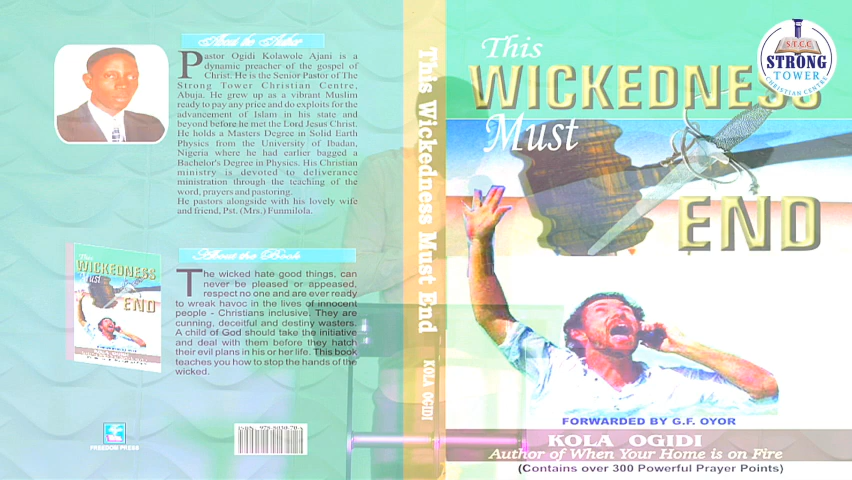 About he Author
Pastor Ogidi Kolawole Ajani is a
dynamic preacher of the gospel of
Christ. He is the Senior Pastor of The
Strong Tower Christian Centre,
Abuja. He grew up as a vibrant Muslim
ready to pay any price and do exploits for the
advancement of Islam in his state and
beyond before he met the Lord Jesus Christ.
He holds a Masters Degree in Solid Earth
Physics from the University of Ibadan,
Nigeria where he had earlier bagged a
Bachelor's Degree in Physics. His Christian
ministry is devoted to deliverance
ministration through the teaching of the
word, prayers and pastoring.
He pastors alongside with his lovely wife
and friend, Pst. (Mrs.) Funmilola.
About the Book
The wicked hate good things, can
never be pleased or appeased,
respect no one and are ever ready
to wreak havoc in the lives of innocent
people - Christians inclusive. They are
cunning, deceitful and destiny wasters.
A child of God should take the initiative
and deal with them before they hatch
their evil plans in his or her life. This book
teaches you how to stop the hands of the
wicked.
This
WICKEDNESS
Must
END
FREEDOM PRESS
This Wickedness Must End
KOLA OGIDI
This
WICKEDNESS
Must
END
FORWARDED BY G.F. OYOR
KOLA OGIDI
Author of When Your Home is on Fire
(Contains over 300 Powerful Prayer Points)
S.T.C.C
STRONG
TOWER
CHRISTIAN CENTRE